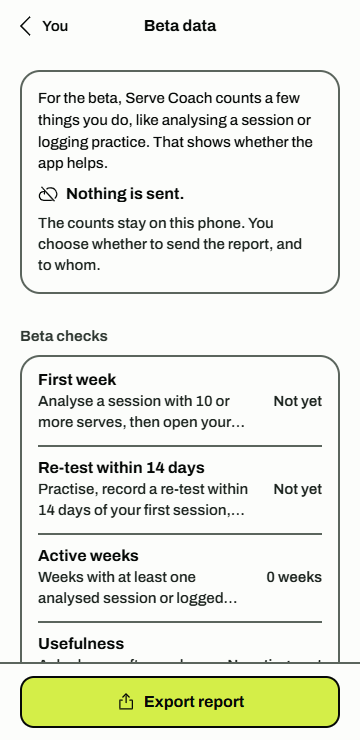 You
Beta data
For the beta, Serve Coach counts a few
things you do, like analysing a session or
logging practice. That shows whether the
app helps.
Nothing is sent.
The counts stay on this phone. You
choose whether to send the report, and
to whom.
Beta checks
First week
Analyse a session with 10 or
more serves, then open your...
Not yet
Re-test within 14 days
Practise, record a re-test within
14 days of your first session,...
Not yet
Active weeks
Weeks with at least one
analysed session or logged...
0 weeks
Usefulness
Export report